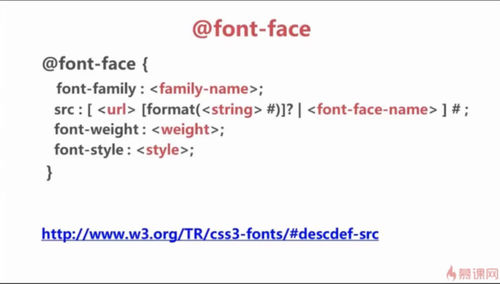 @font-face
@font-face {
font-family : <family-name>;
src : [ <url> [format(<string> #)]? | <font-face-name> ] # ;
font-weight : <weight>;
font-style : <style>;
}
http://www.w3.org/TR/css3-fonts/#descdef-src
慕课网